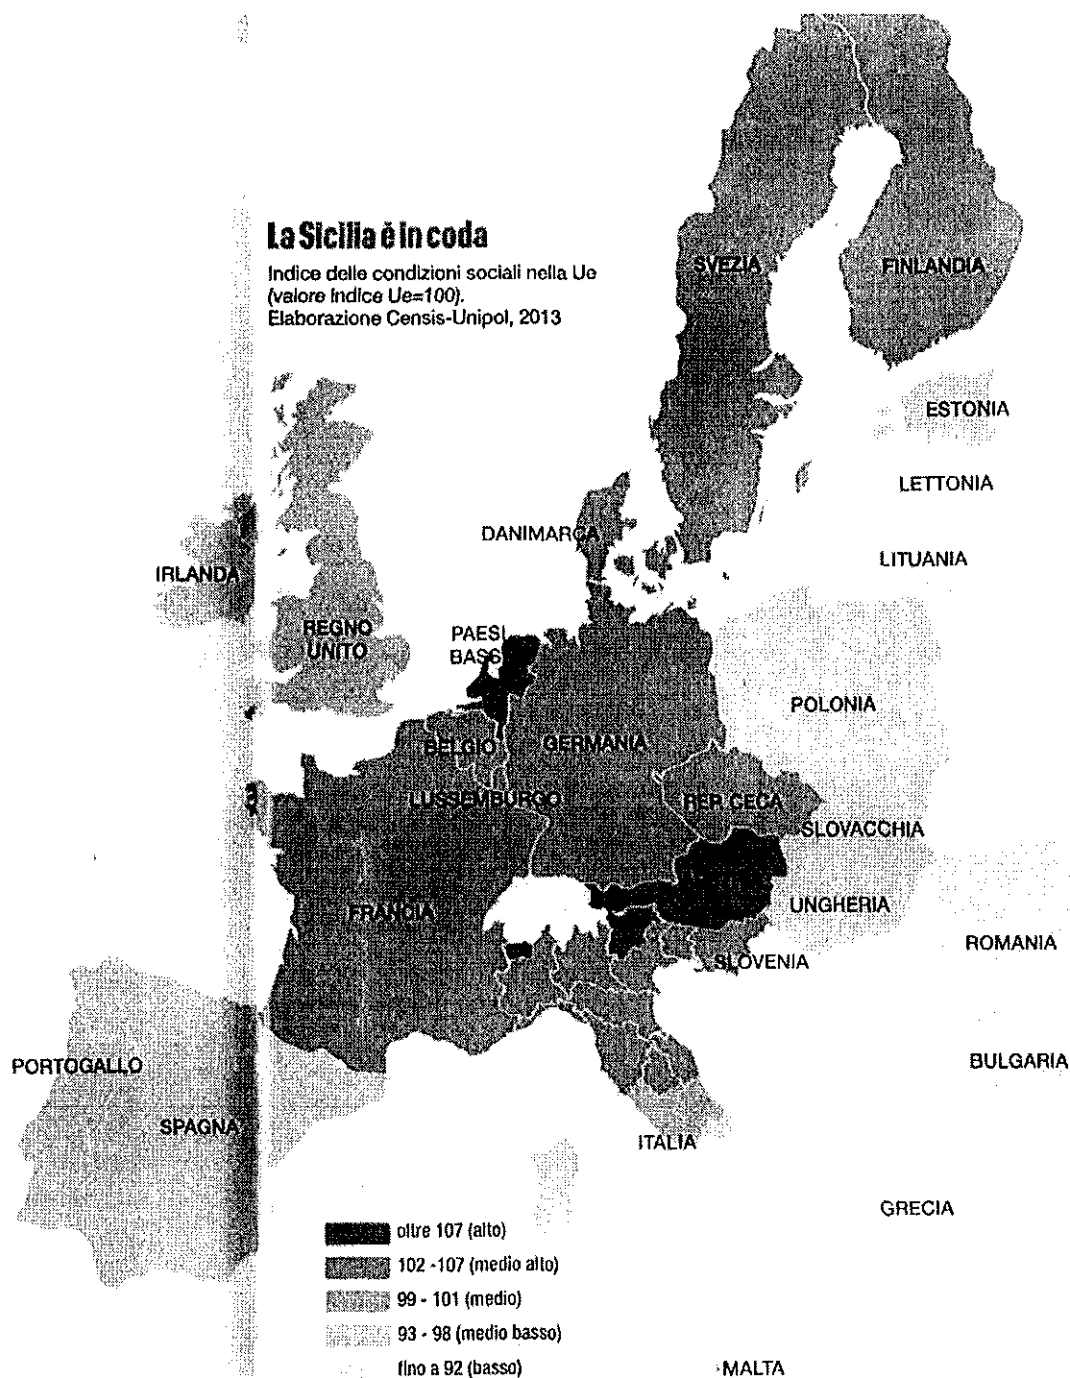 La Sicilia è in coda
Indice delle condizioni sociali nella Ue
(valore indice Ue=100).
Elaborazione Censis-Unipol, 2013
SVEZIA
FINLANDIA
ESTONIA
LETTONIA
DANIMARCA
LITUANIA
IRLANDA
REGNO
UNITO
PAESI
BASSI
POLONIA
BELGIO
GERMANIA
LUSSEMBURGO
REP. CECA
SLOVACCHIA
FRANCIA
UNGHERIA
ROMANIA
SLOVENIA
PORTOGALLO
BULGARIA
SPAGNA
ITALIA
GRECIA
oltre 107 (alto)
102 - 107 (medio alto)
99 - 101 (medio)
93 - 98 (medio basso)
fino a 92 (basso)
MALTA